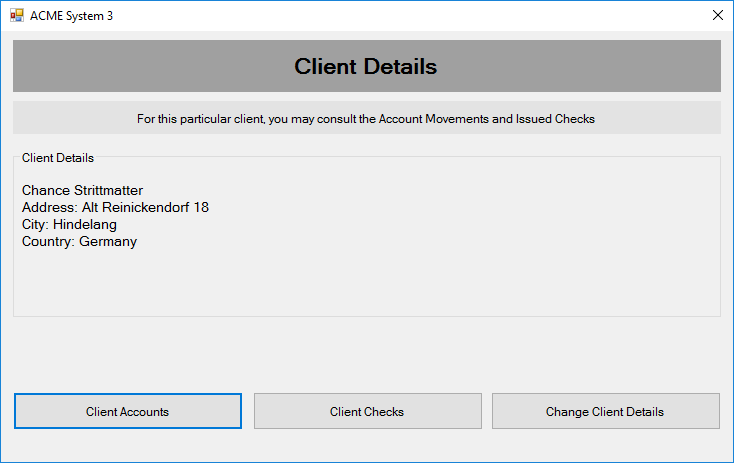 ACME System 3
Client Details
For this particular client, you may consult the Account Movements and Issued Checks
Client Details
Chance Strittmatter
Address: Alt Reinickendorf 18
City: Hindelang
Country: Germany
Client Accounts
Client Checks
Change Client Details